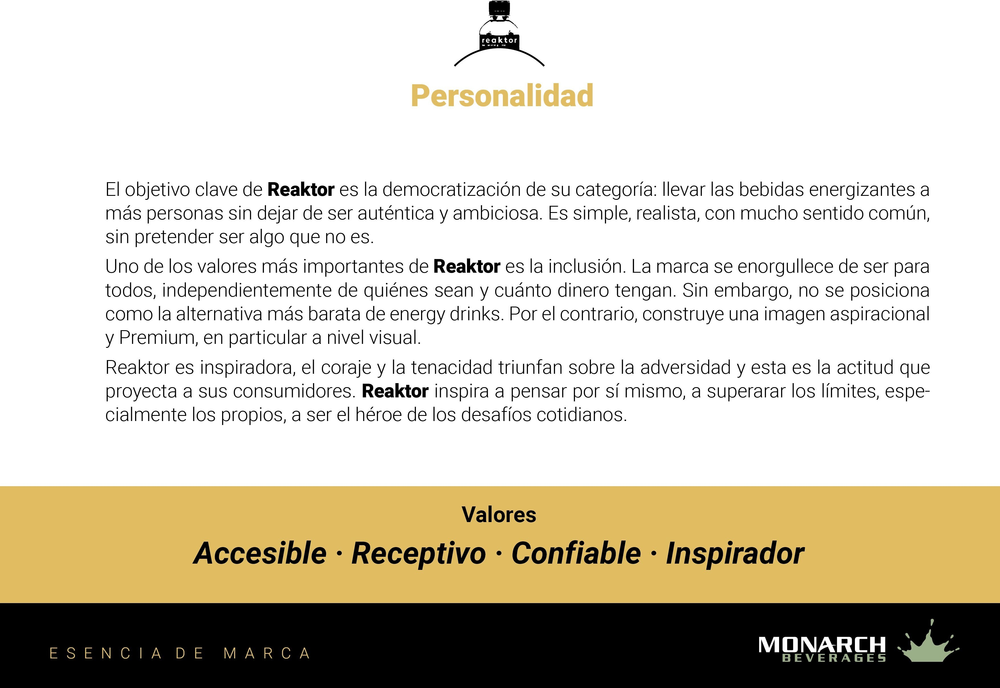 reaktor
Personalidad
El objetivo clave de Reaktor es la democratización de su categoría: llevar las bebidas energizantes a
más personas sin dejar de ser auténtica y ambiciosa. Es simple, realista, con mucho sentido común,
sin pretender ser algo que no es.
Uno de los valores más importantes de Reaktor es la inclusión. La marca se enorgullece de ser para
todos, independientemente de quiénes sean y cuánto dinero tengan. Sin embargo, no se posiciona
como la alternativa más barata de energy drinks. Por el contrario, construye una imagen aspiracional
y Premium, en particular a nivel visual.
Reaktor es inspiradora, el coraje y la tenacidad triunfan sobre la adversidad y esta es la actitud que
proyecta a sus consumidores. Reaktor inspira a pensar por sí mismo, a superarar los límites, espe-
cialmente los propios, a ser el héroe de los desafíos cotidianos.
Valores
Accesible · Receptivo · Confiable · Inspirador
ESENCIA DE MARCA
MONARCH
BEVERAGES